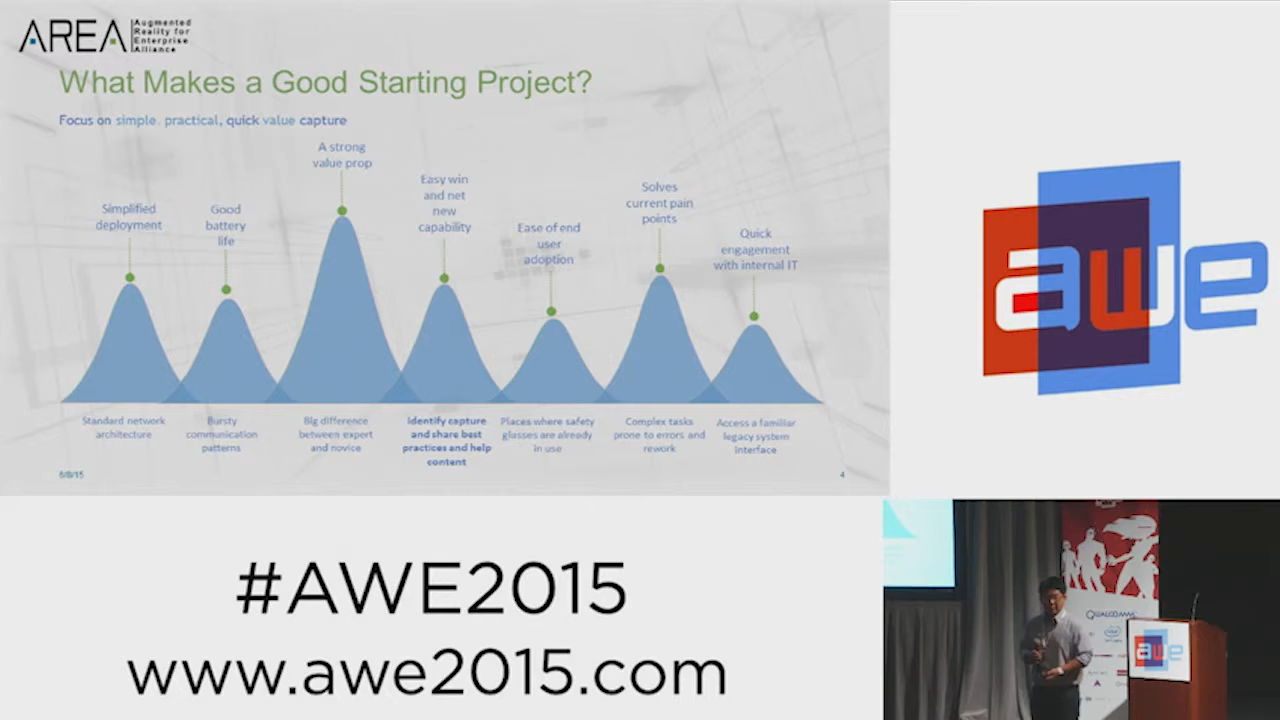 AREA
Augmented
Reality for
Enterprise
Alliance
What Makes a Good Starting Project?
Focus on simple, practical, quick value capture
Simplified
deployment
Good
battery
life
A strong
value prop
Easy win
and net
new
capability
Ease of end
user
adoption
Solves
current pain
points
Quick
engagement
with internal IT
Standard network
architecture
Bursty
communication
patterns
Big difference
between expert
and novice
Identify capture
and share best
practices and help
content
Places where safety
glasses are already
in use
Complex tasks
prone to errors and
rework
Access a familiar
legacy system
interface
4
awe
#AWE2015
www.awe2015.com
QUALCOMM
intel
awe